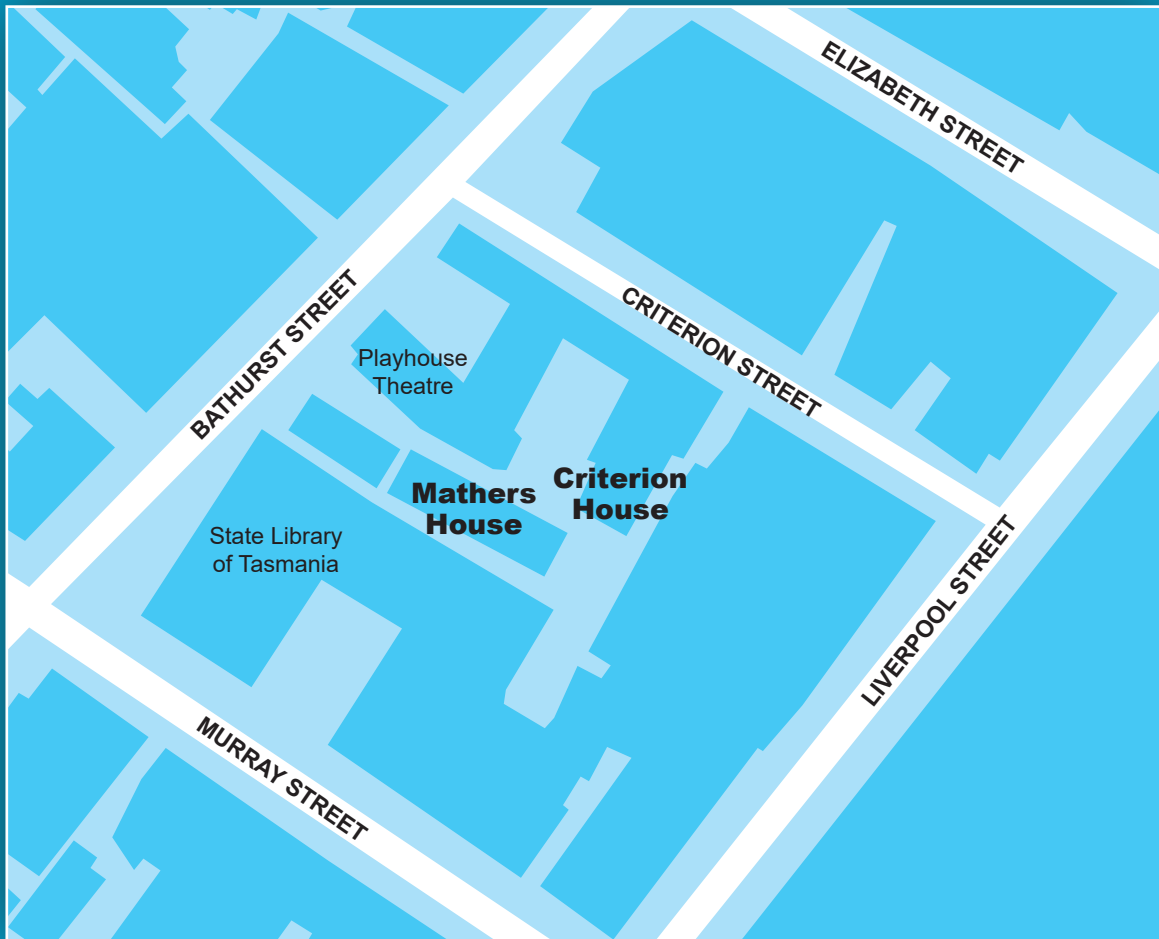 ELIZABETH STREET
CRITERION STREET
BATHURST STREET
Playhouse
Theatre
Criterion
House
Mathers
House
State Library
of Tasmania
LIVERPOOL STREET
MURRAY STREET